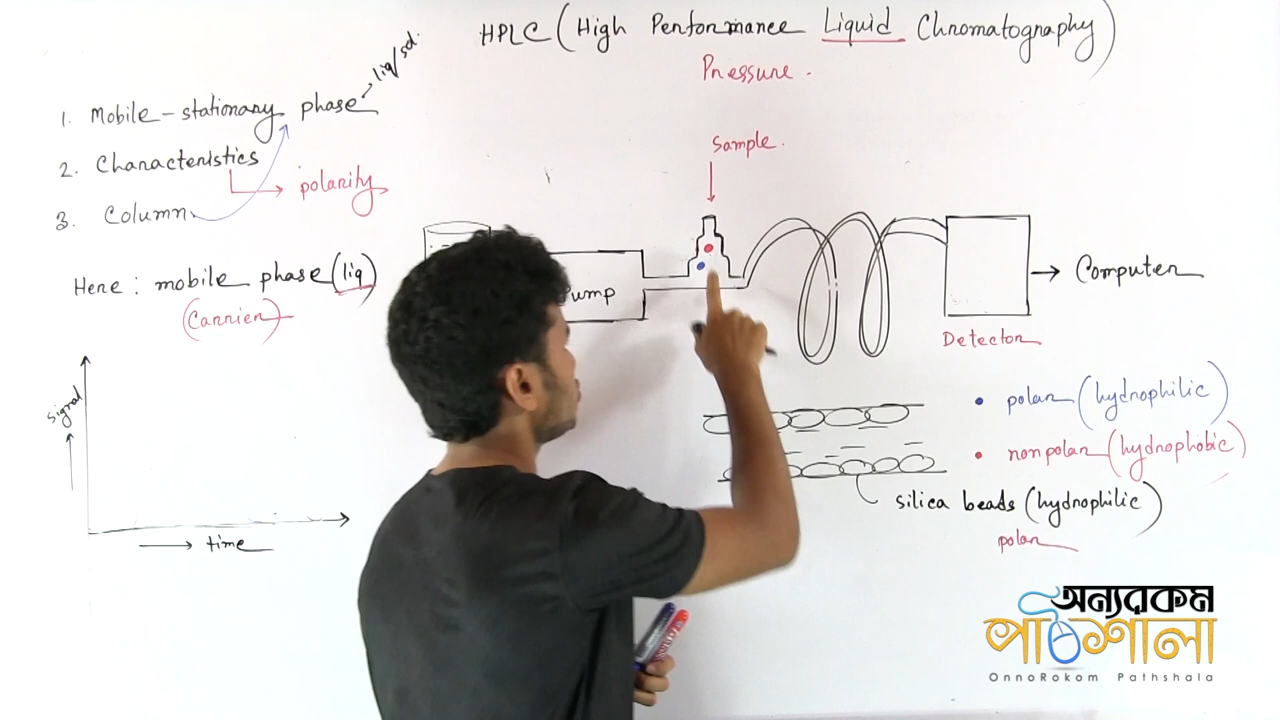 HPLC (High Performance Liquid Chromatography)
Pressure.
1. Mobile - stationary phase → liq/sd.
2. Characteristics
→ polarity
3. Column
Here : mobile phase (liq)
(Carrier)
signal
→ time
sample.
Pump
Detector
→ Computer
• polar (hydrophilic)
• nonpolar (hydrophobic)
silica beads (hydrophilic)
polar
অন্যরকম
পাঠশালা
OnnoRokom Pathshala